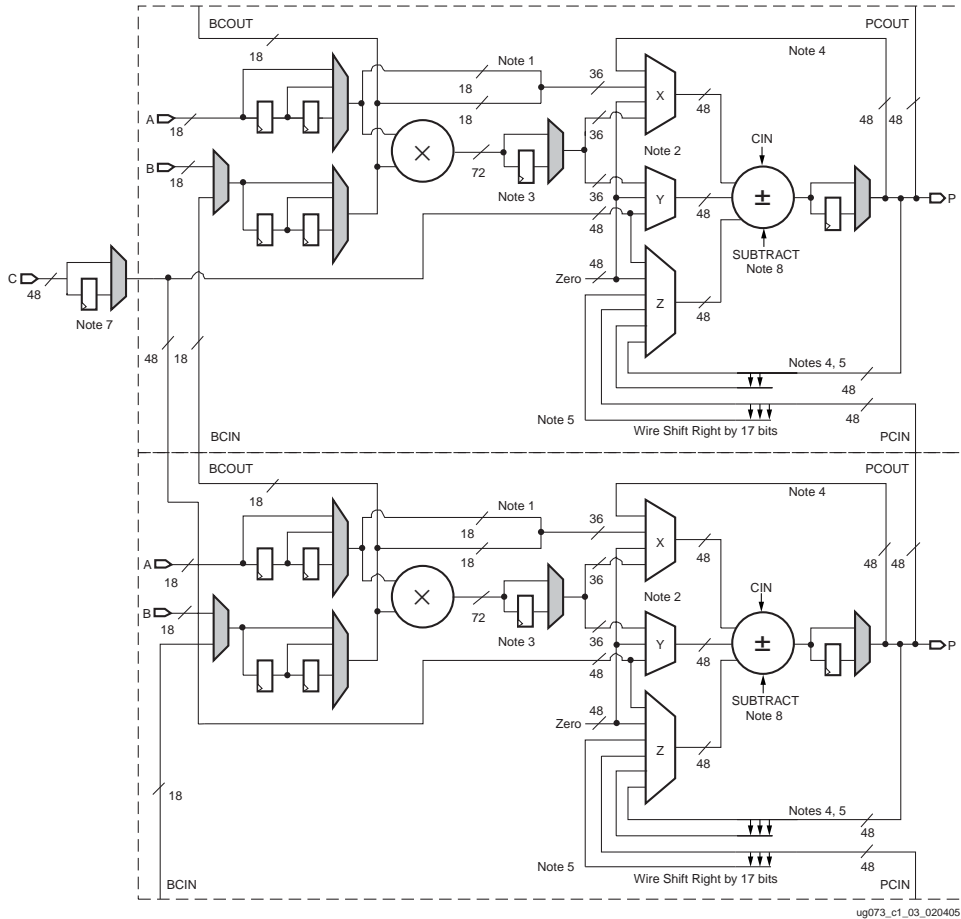 BCOUT
PCOUT
18
Note 1
Note 4
18
36
X
48
A
18
18
48
48
CIN
B
18
×
72
36
Note 2
Note 3
36
Y
48
±
P
48
SUBTRACT
Note 8
C
48
Note 7
Zero
48
Z
48
48
18
Notes 4, 5
48
Note 5
48
Wire Shift Right by 17 bits
BCIN
PCIN
BCOUT
PCOUT
18
Note 1
Note 4
18
36
X
48
A
18
18
48
48
CIN
B
18
×
72
36
Note 2
Note 3
36
Y
48
±
P
48
SUBTRACT
Note 8
Zero
48
Z
48
18
Notes 4, 5
48
Note 5
48
Wire Shift Right by 17 bits
BCIN
PCIN
ug073_c1_03_020405